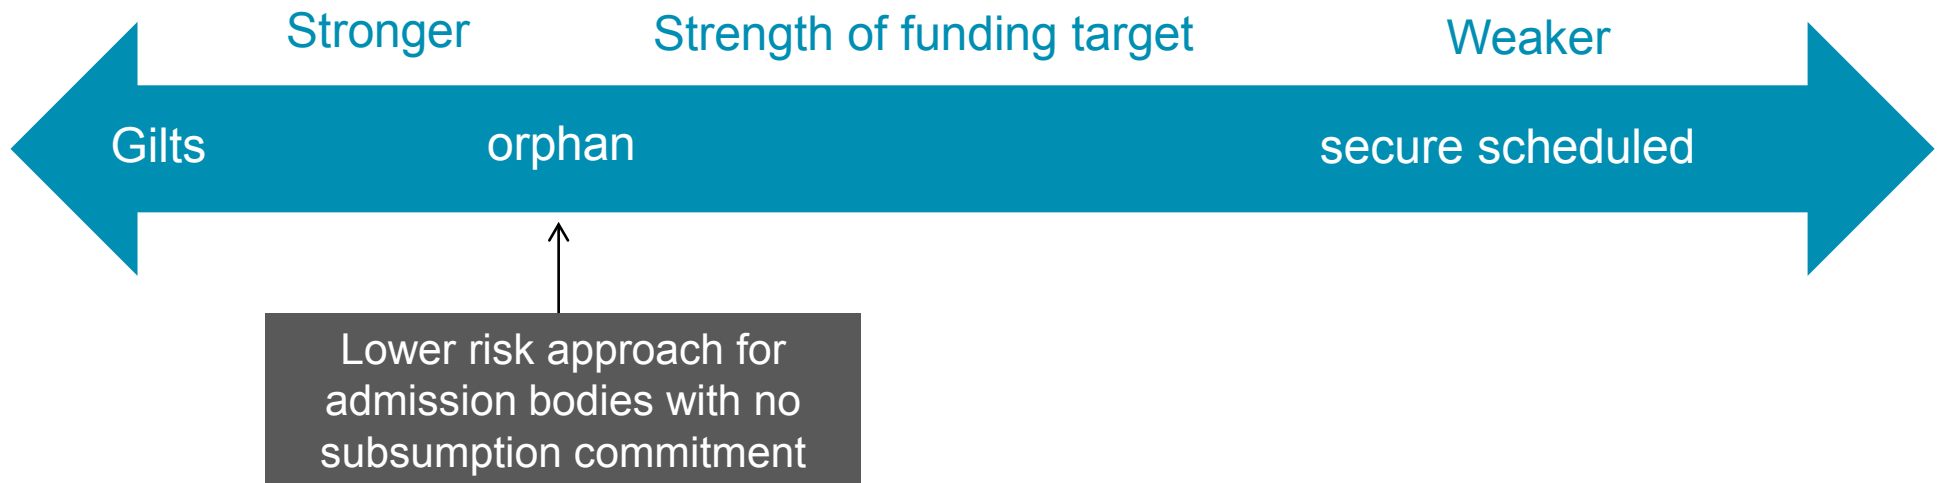 Stronger
Strength of funding target
Weaker
Gilts
orphan
secure scheduled
Lower risk approach for
admission bodies with no
subsumption commitment